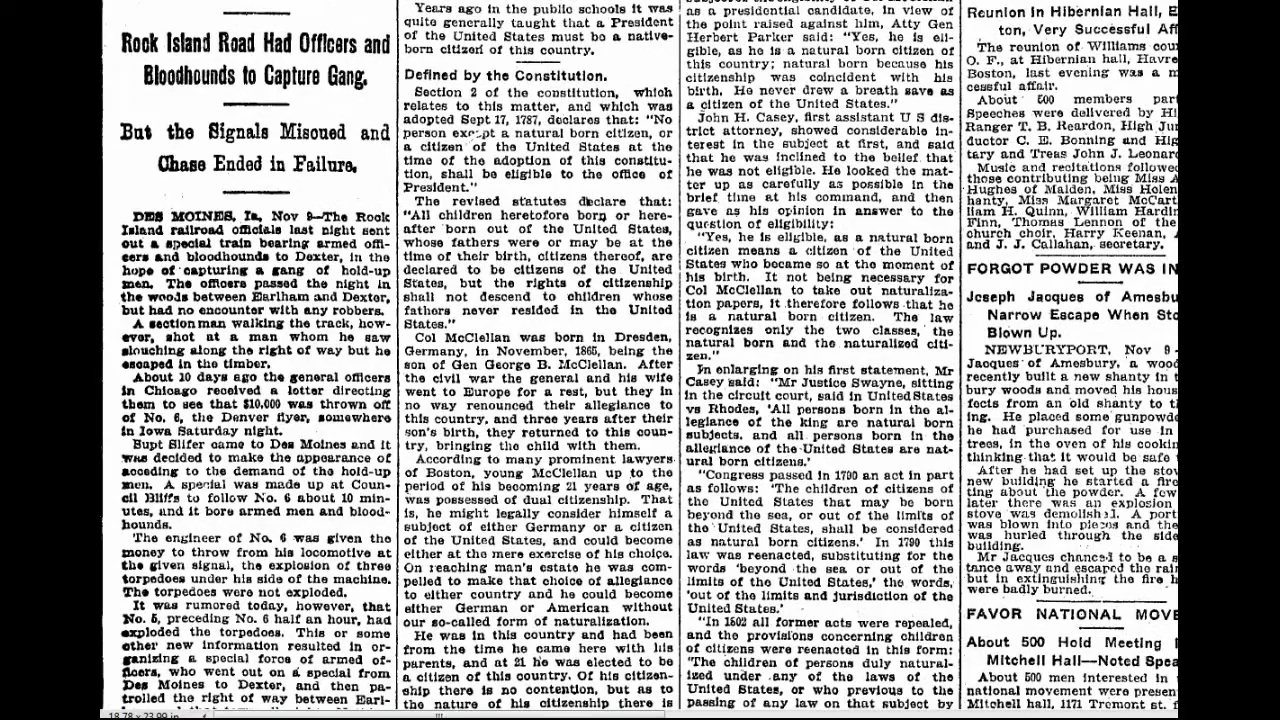 Rock Island Road Had Officers and
Bloodhounds to Capture Gang.
But the Signals Misoued and
Chase Ended in Failure.
DES MOINES, Ia, Nov 9—The Rock
Island railroad officials last night sent
out a special train bearing armed offi-
cers and bloodhounds to Dexter, in the
hope of capturing a gang of hold-up
men. The officers passed the night in
the woods between Earlham and Dexter,
but had no encounter with any robbers.
A section man walking the track, how-
ever, shot at a man whom he saw
slouching along the right of way but he
escaped in the timber.
About 10 days ago the general officers
in Chicago received a lotter directing
them to see that $10,000 was thrown off
of No. 6, the Denver flyer, somewhere
in Iowa Saturday night.
Supt Slifer came to Des Moines and it
was decided to make the appearance of
acceding to the demand of the hold-up
men. A special was made up at Coun-
cil Bluffs to follow No. 6 about 10 min-
utes, and it bore armed men and blood-
hounds.
The engineer of No. 6 was given the
money to throw from his locomotive at
the given signal, the explosion of three
torpedoes under his side of the machine.
The torpedoes were not exploded.
It was rumored today, however, that
No. 5, preceding No. 6 half an hour, had
exploded the torpedoes. This or some
other new information resulted in or-
ganizing a special force of armed of-
ficers, who went out on a special from
Des Moines to Dexter, and then pa-
trolled the right of way between Earl-
Years ago in the public schools it was
quite generally taught that a President
of the United States must be a native-
born citizen of this country.
Defined by the Constitution.
Section 2 of the constitution, which
relates to this matter, and which was
adopted Sept 17, 1787, declares that: "No
person except a natural born citizen, or
a citizen of the United States at the
time of the adoption of this constitu-
tion, shall be eligible to the office of
President."
The revised statutes declare that:
"All children heretofore born or here-
after born out of the United States,
whose fathers were or may be at the
time of their birth, citizens thereof, are
declared to be citizens of the United
States, but the rights of citizenship
shall not descend to children whose
fathers never resided in the United
States."
Col McClellan was born in Dresden,
Germany, in November, 1865, being the
son of Gen George B. McClellan. After
the civil war the general and his wife
went to Europe for a rest, but they in
no way renounced their allegiance to
this country, and three years after their
son's birth, they returned to this coun-
try, bringing the child with them.
According to many prominent lawyers
of Boston, young McClellan up to the
period of his becoming 21 years of age,
was possessed of dual citizenship. That
is, he might legally consider himself a
subject of either Germany or a citizen
of the United States, and could become
either at the mere exercise of his choice.
On reaching man's estate he was com-
pelled to make that choice of allegiance
to either country and he could become
either German or American without
our so-called form of naturalization.
He was in this country and had been
from the time he came here with his
parents, and at 21 he was elected to be
a citizen of this country. Of his citizen-
ship there is no contention, but as to
the nature of his citizenship there is
as a presidential candidate, in view of
the point raised against him, Atty Gen
Herbert Parker said: "Yes, he is eli-
gible, as he is a natural born citizen of
this country; natural born because his
citizenship was coincident with his
birth. He never drew a breath save as
a citizen of the United States."
John H. Casey, first assistant U S dis-
trict attorney, showed considerable in-
terest in the subject at first, and said
that he was inclined to the belief that
he was not eligible. He looked the mat-
ter up as carefully as possible in the
brief time at his command, and then
gave as his opinion in answer to the
question of eligibility:
"Yes, he is eligible, as a natural born
citizen means a citizen of the United
States who became so at the moment of
his birth. It not being necessary for
Col McClellan to take out naturaliza-
tion papers, it therefore follows that he
is a natural born citizen. The law
recognizes only the two classes, the
natural born and the naturalized citi-
zen."
In enlarging on his first statement, Mr
Casey said: "Mr Justice Swayne, sitting
in the circuit court, said in United States
vs Rhodes, 'All persons born in the al-
legiance of the king are natural born
subjects, and all persons born in the
allegiance of the United States are nat-
ural born citizens.'
"Congress passed in 1790 an act in part
as follows: 'The children of citizens of
the United States that may be born
beyond the sea, or out of the limits of
the United States, shall be considered
as natural born citizens.' In 1790 this
law was reenacted, substituting for the
words 'beyond the sea or out of the
limits of the United States,' the words,
'out of the limits and jurisdiction of the
United States.'
"In 1802 all former acts were repealed,
and the provisions concerning children
of citizens were reenacted in this form:
'The children of persons duly natural-
ized under any of the laws of the
United States, or who previous to the
passing of any law on that subject by
Reunion in Hibernian Hall, E
ton, Very Successful Aff
The reunion of Williams cou
O. F., at Hibernian hall, Havre
Boston, last evening was a m
cessful affair.
About 500 members part
Speeches were delivered by Hi
Ranger T. B. Reardon, High Ju
ductor C. E. Bonning and Hig
tary and Treas John J. Leonard
Music and recitations followed
those contributing being Miss A
Hughes of Malden, Miss Helen
hanty, Miss Margaret McCart
liam H. Quinn, William Hardin
Finn, Thomas Lennon of the
church choir, Harry Keenan, A
and J. J. Callahan, secretary.
FORGOT POWDER WAS IN
Joseph Jacques of Amesbu
Narrow Escape When Sto
Blown Up.
NEWBURYPORT, Nov 9-
Jacques of Amesbury, a wood
recently built a new shanty in t
bury woods and moved his hous
fects from an old shanty to t
ing. He placed some gunpowde
he had purchased for use in
trees, in the oven of his cookin
thinking that it would be safe
After he had set up the stov
new building he started a fire
ting about the powder. A few
later there was an explosion
stove was demolished. A port
was blown into pieces and the
was hurled through the side
building.
Mr Jacques chanced to be a s
tance away and escaped the rai
but in extinguishing the fire h
were badly burned.
FAVOR NATIONAL MOVE
About 500 Hold Meeting
Mitchell Hall—Noted Spea
About 500 men interested in
national movement were presen
Mitchell hall, 1171 Tremont st.
18.78 x 23.99 in